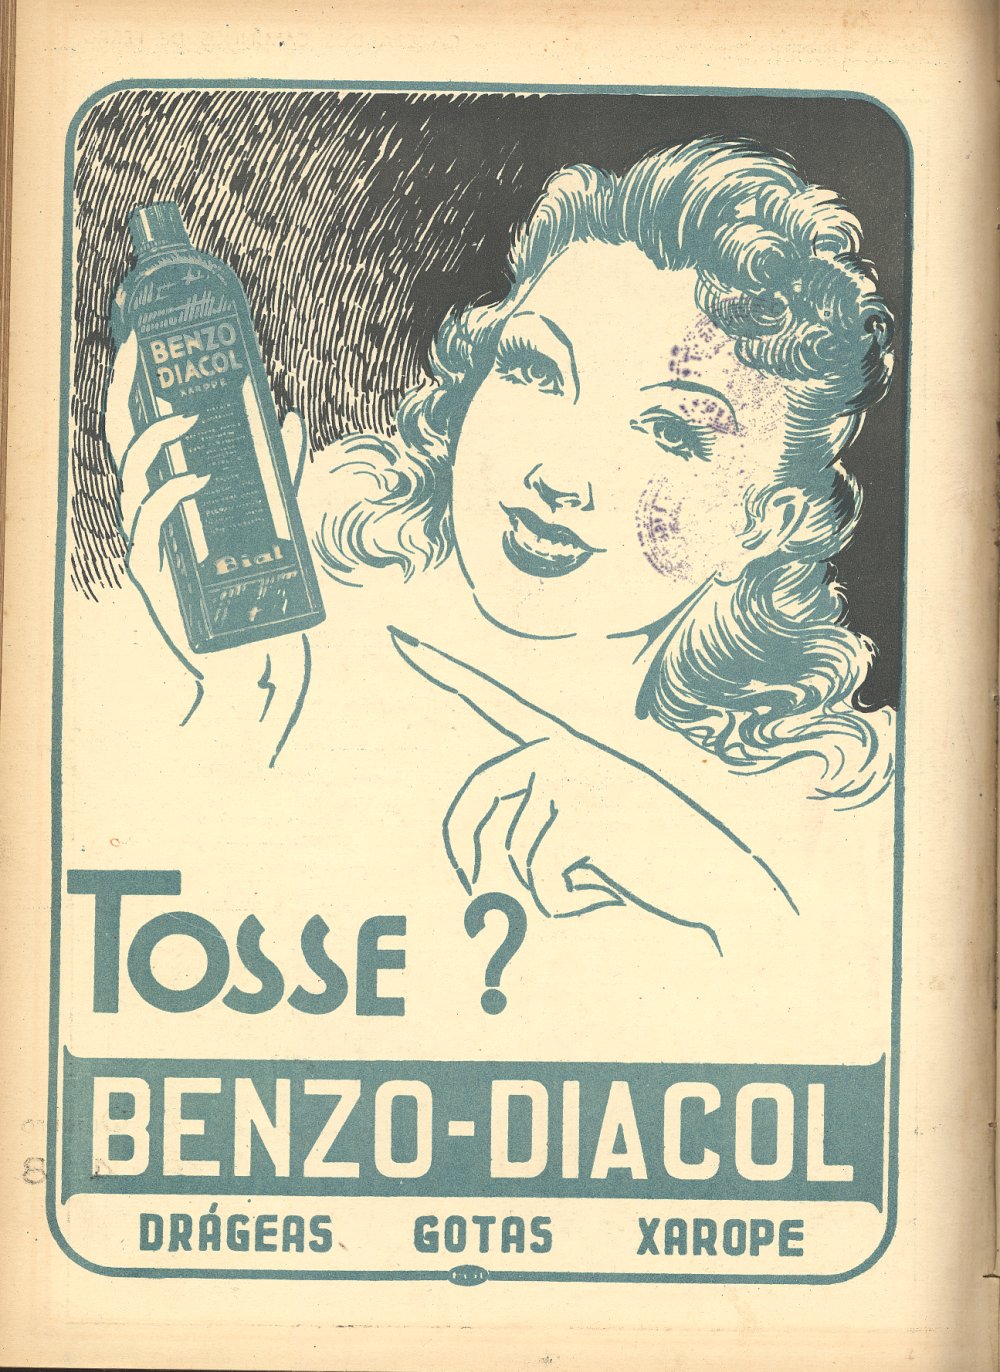 BENZO
DIACOL
XAROPE
Bial
TOSSE ?
BENZO-DIACOL
DRÁGEAS GOTAS XAROPE